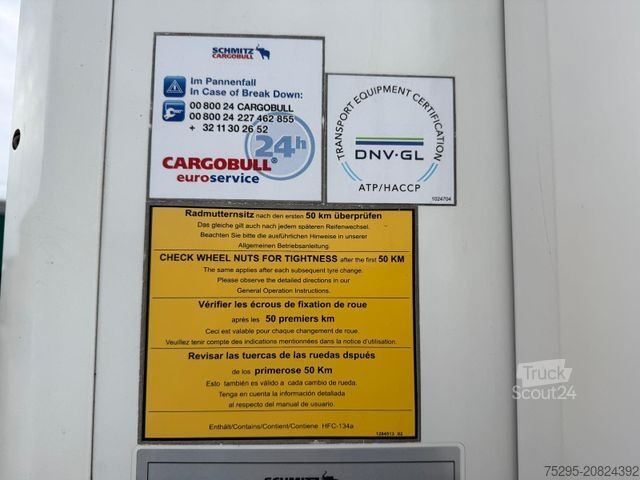 SCHMITZ
CARGOBULL
Im Pannenfall
In Case of Break Down:
00 800 24 CARGOBULL
00 800 24 227 462 855
+ 32 11 30 26 52
24h
CARGOBULL®
euroservice
TRANSPORT EQUIPMENT CERTIFICATION
DNV·GL
ATP/HACCP
1024704
Radmutternsitz nach den ersten 50 km überprüfen
Das gleiche gilt auch nach jedem späteren Reifenwechsel.
Beachten Sie bitte die ausführlichen Hinweise in unserer
Allgemeinen Betriebsanleitung.
CHECK WHEEL NUTS FOR TIGHTNESS after the first 50 KM
The same applies after each subsequent tyre change.
Please observe the detailed directions in our
General Operation Instructions.
Vérifier les écrous de fixation de roue
après les 50 premiers km
Ceci est valable pour chaque changement de roue.
Veuillez tenir compte des indications mentionnées dans la notice d'utilisation.
Revisar las tuercas de las ruedas dspués
de los primerose 50 Km
Esto también es válido a cada cambio de rueda.
Tenga en cuenta la información detallada
al respecto del manual de usuario.
Enthält/Contains/Contient/Contiene HFC-134a
1284513 02
SCHMITZ
Truck
Scout24
75295-20824392